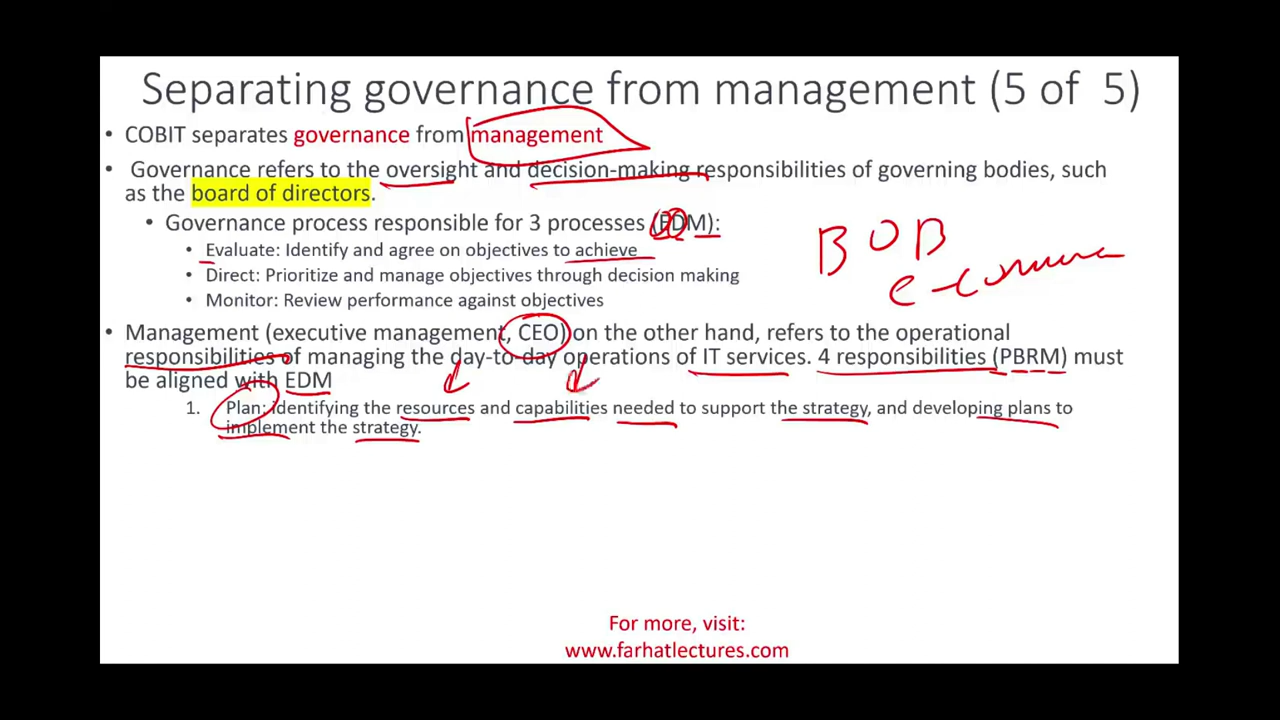 Separating governance from management (5 of 5)
• COBIT separates governance from management
• Governance refers to the oversight and decision-making responsibilities of governing bodies, such
as the board of directors.
• Governance process responsible for 3 processes (EDM):
• Evaluate: Identify and agree on objectives to achieve
• Direct: Prioritize and manage objectives through decision making
• Monitor: Review performance against objectives
BOB
e-commerce
• Management (executive management, CEO) on the other hand, refers to the operational
responsibilities of managing the day-to-day operations of IT services. 4 responsibilities (PBRM) must
be aligned with EDM
1. Plan: Identifying the resources and capabilities needed to support the strategy, and developing plans to
implement the strategy.
For more, visit:
www.farhatlectures.com